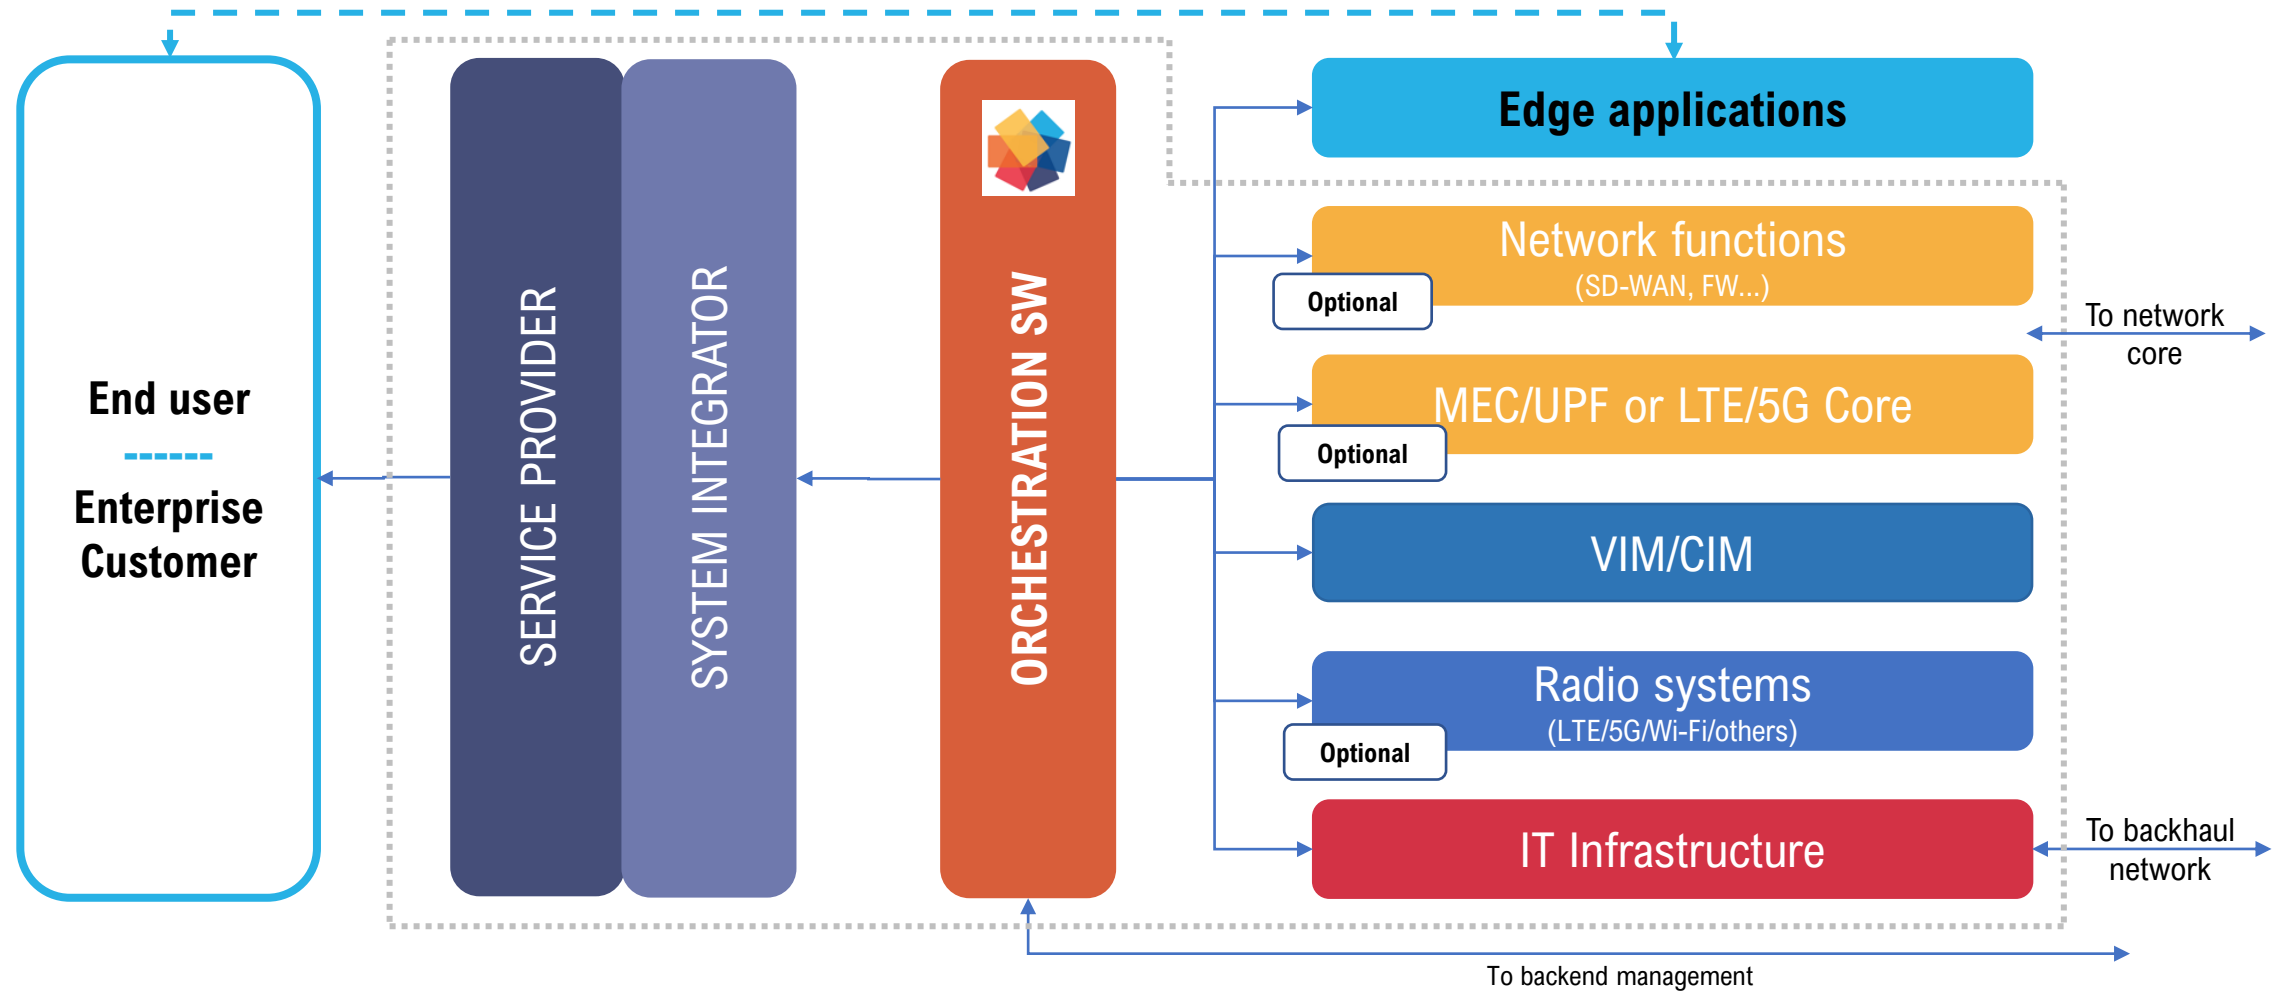 End user
Enterprise
Customer
SERVICE PROVIDER
SYSTEM INTEGRATOR
ORCHESTRATION SW
Edge applications
Network functions
(SD-WAN, FW...)
Optional
MEC/UPF or LTE/5G Core
Optional
VIM/CIM
Radio systems
(LTE/5G/Wi-Fi/others)
Optional
IT Infrastructure
To network
core
To backhaul
network
To backend management